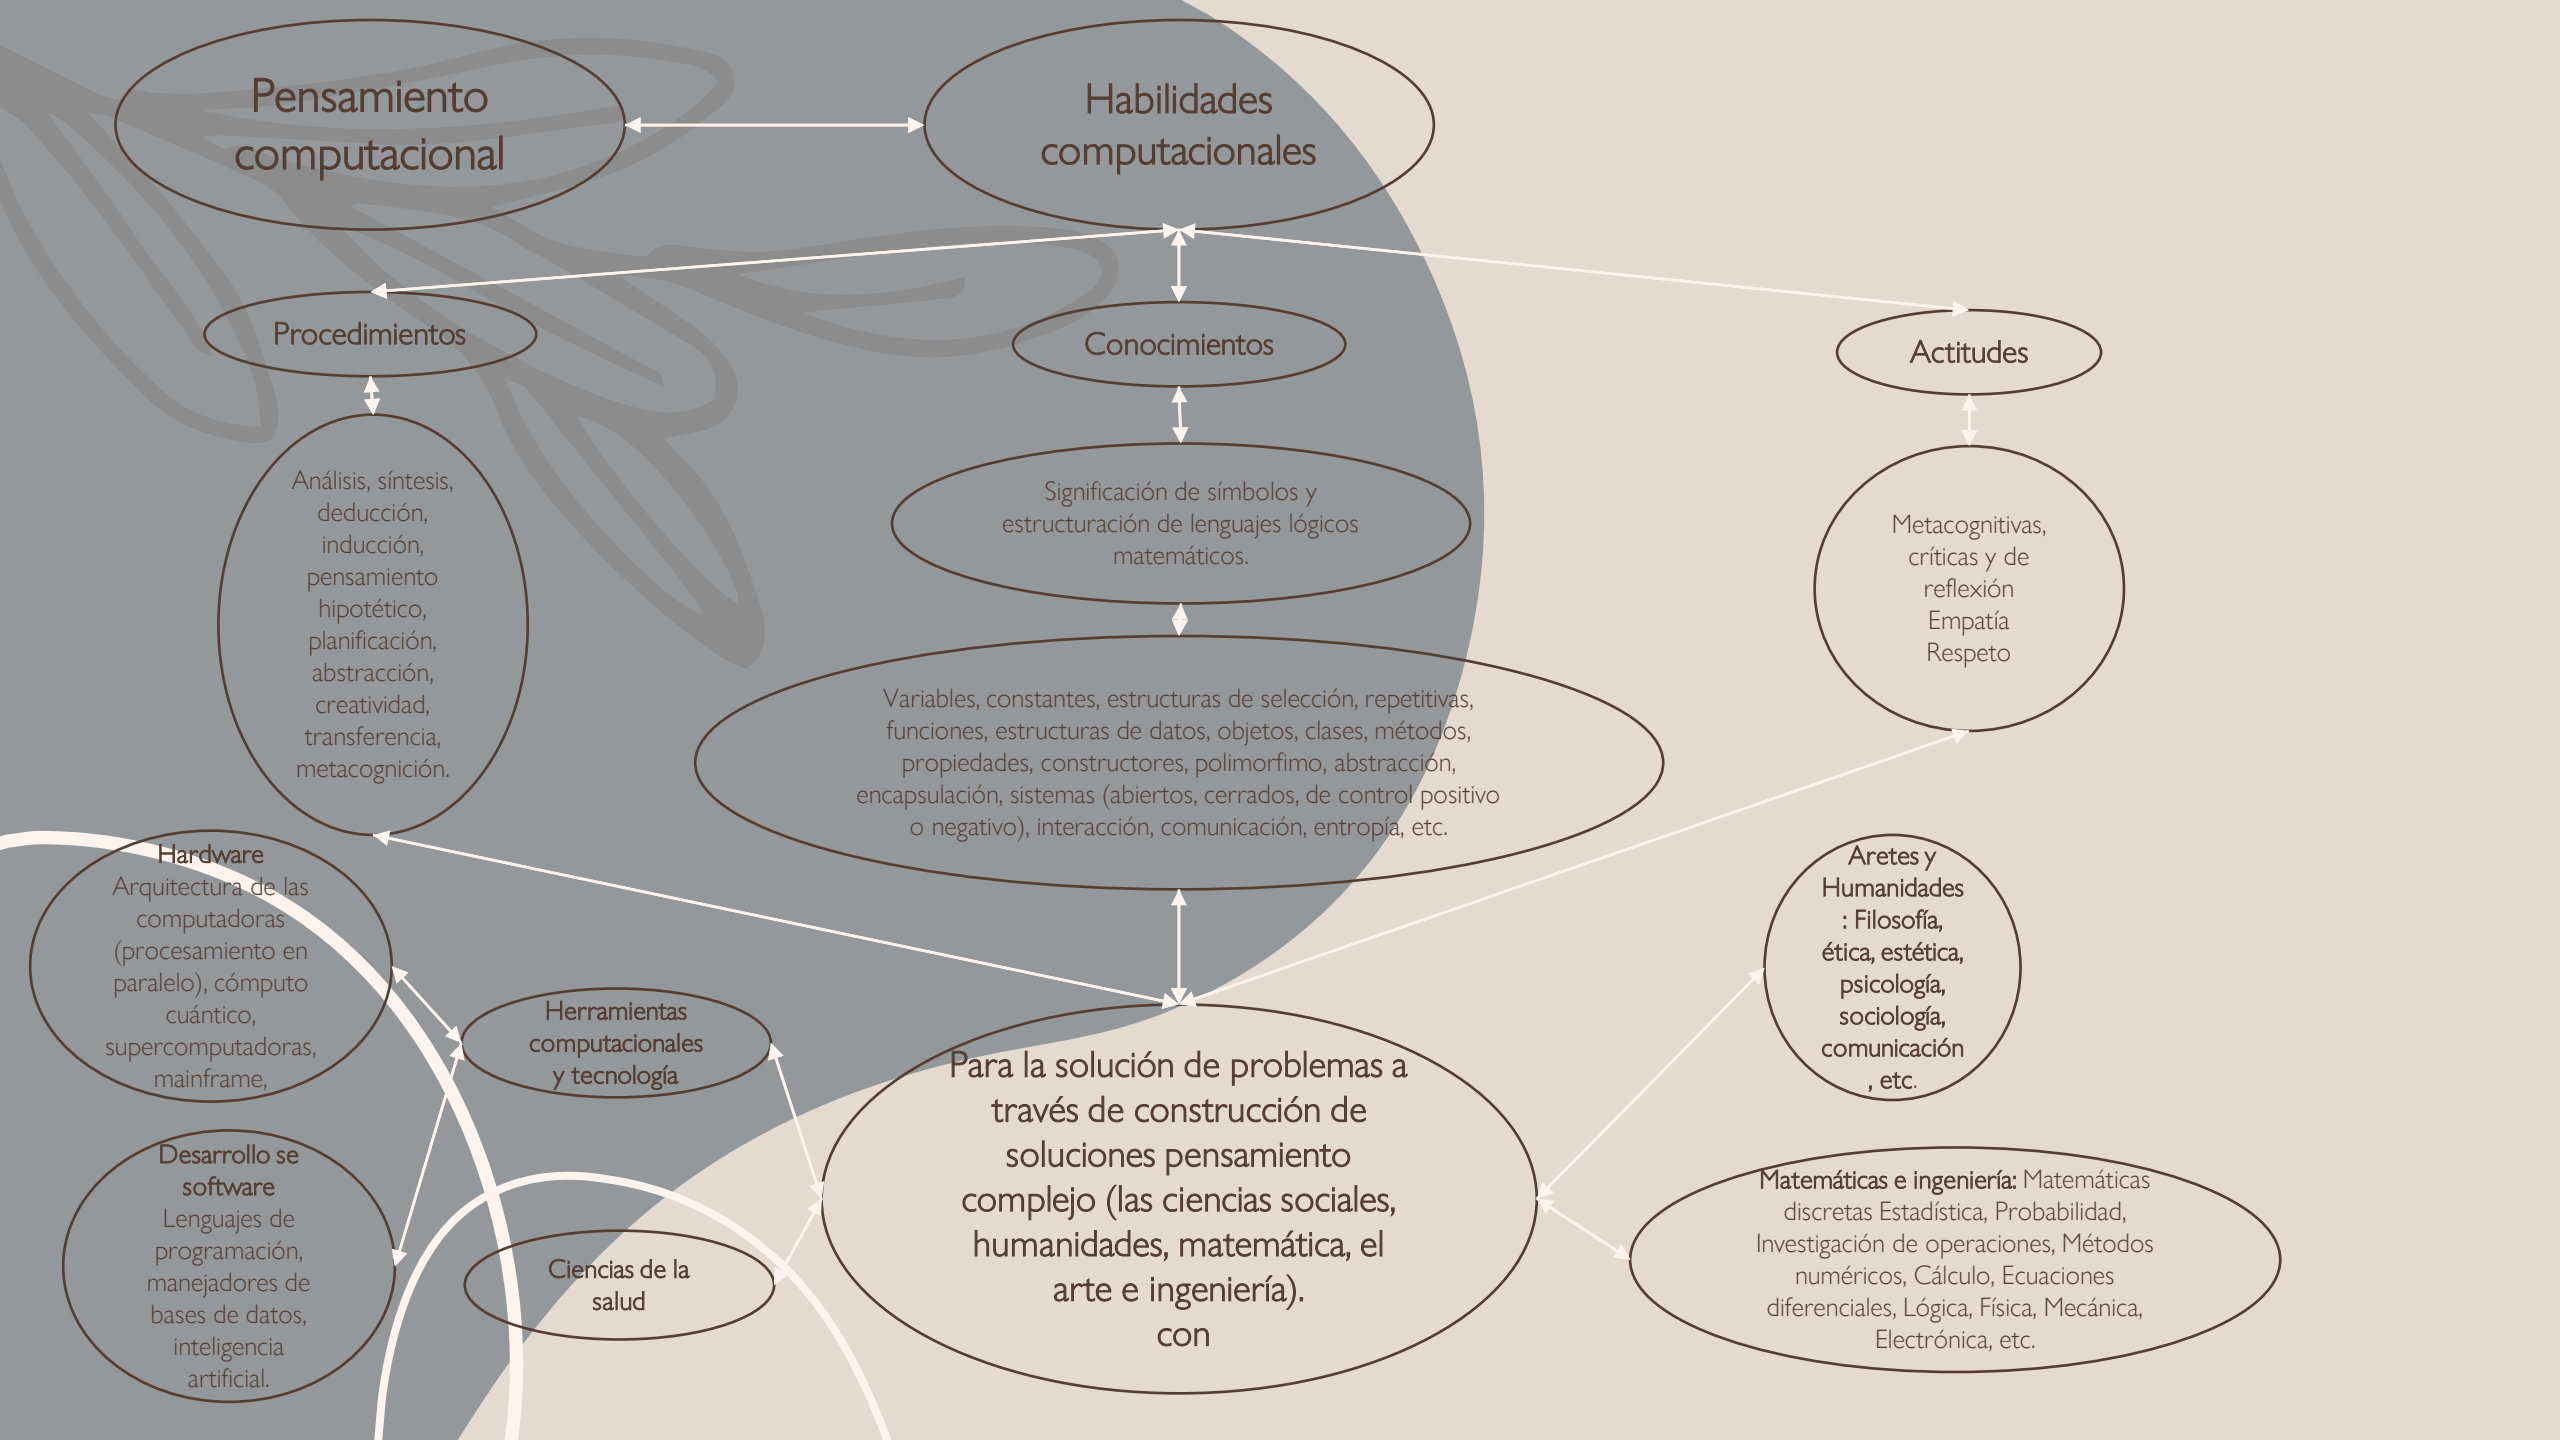 Pensamiento
computacional
Habilidades
computacionales
Procedimientos
Conocimientos
Actitudes
Análisis, síntesis,
deducción,
inducción,
pensamiento
hipotético,
planificación,
abstracción,
creatividad,
transferencia,
metacognición.
Significación de símbolos y
estructuración de lenguajes lógicos
matemáticos.
Metacognitivas,
críticas y de
reflexión
Empatía
Respeto
Variables, constantes, estructuras de selección, repetitivas,
funciones, estructuras de datos, objetos, clases, métodos,
propiedades, constructores, polimorfimo, abstracción,
encapsulación, sistemas (abiertos, cerrados, de control positivo
o negativo), interacción, comunicación, entropía, etc.
Hardware
Arquitectura de las
computadoras
(procesamiento en
paralelo), cómputo
cuántico,
supercomputadoras,
mainframe,
Herramientas
computacionales
y tecnología
Desarrollo se
software
Lenguajes de
programación,
manejadores de
bases de datos,
inteligencia
artificial.
Ciencias de la
salud
Para la solución de problemas a
través de construcción de
soluciones pensamiento
complejo (las ciencias sociales,
humanidades, matemática, el
arte e ingeniería).
con
Aretes y
Humanidades
: Filosofía,
ética, estética,
psicología,
sociología,
comunicación
, etc.
Matemáticas e ingeniería: Matemáticas
discretas Estadística, Probabilidad,
Investigación de operaciones, Métodos
numéricos, Cálculo, Ecuaciones
diferenciales, Lógica, Física, Mecánica,
Electrónica, etc.